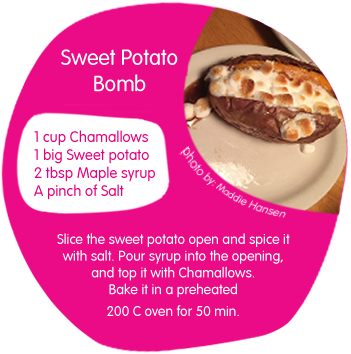 Sweet Potato
Bomb
1 cup Chamallows
1 big Sweet potato
2 tbsp Maple syrup
A pinch of Salt
photo by: Maddie Hansen
Slice the sweet potato open and spice it
with salt. Pour syrup into the opening,
and top it with Chamallows.
Bake it in a preheated
200 C oven for 50 min.